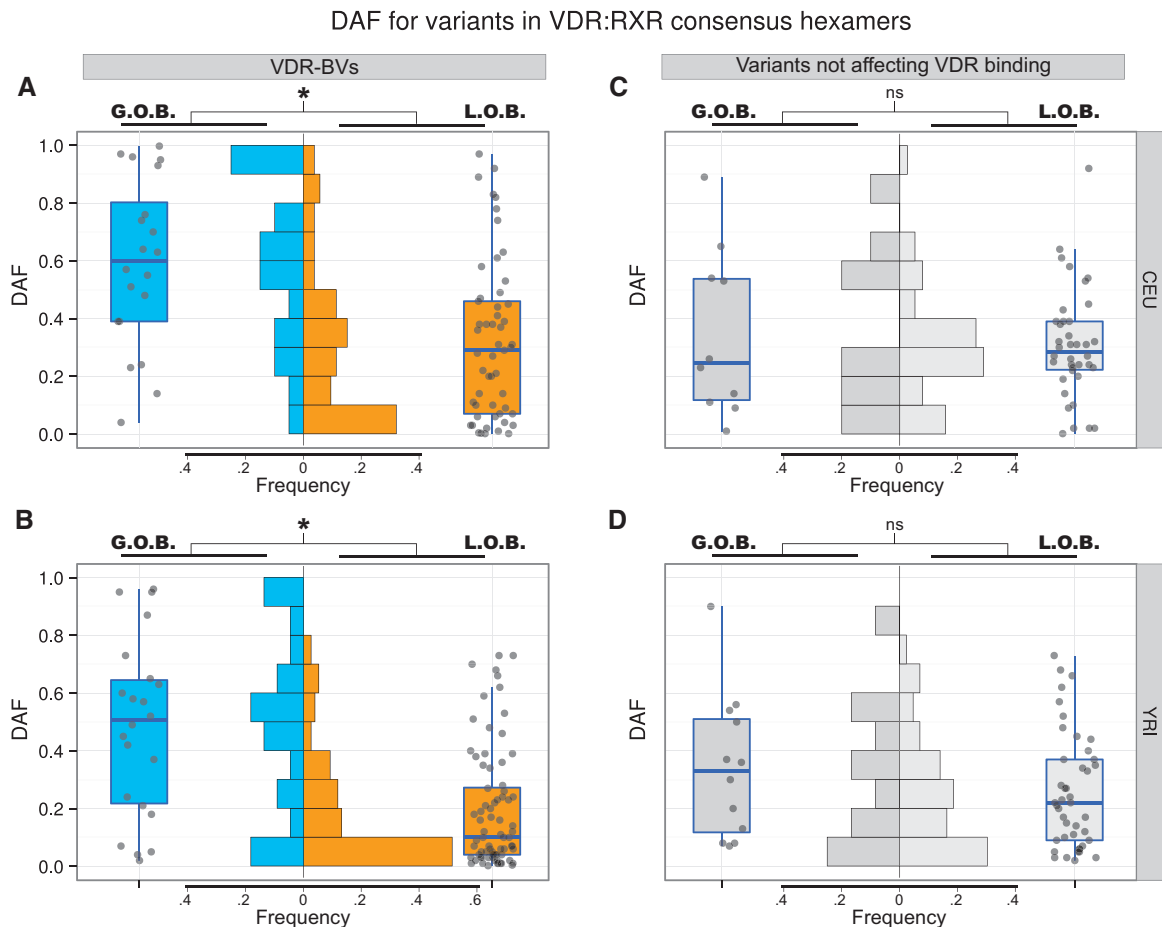 DAF for variants in VDR:RXR consensus hexamers
VDR-BVs
Variants not affecting VDR binding
A
G.O.B.
*
L.O.B.
C
G.O.B.
ns
L.O.B.
1.0
0.8
0.6
0.4
0.2
0.0
DAF
DAF
CEU
.4 .2 0 .2 .4
Frequency
.4 .2 0 .2 .4
Frequency
B
G.O.B.
*
L.O.B.
D
G.O.B.
ns
L.O.B.
1.0
0.8
0.6
0.4
0.2
0.0
DAF
DAF
YRI
.4 .2 0 .2 .4 .6
Frequency
.4 .2 0 .2 .4
Frequency